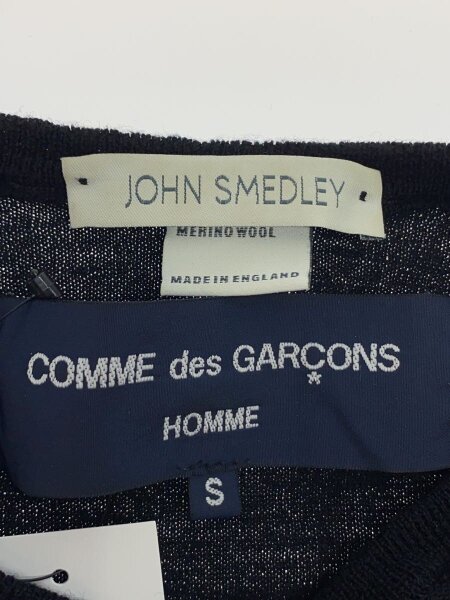 JOHN SMEDLEY
MERINO WOOL
MADE IN ENGLAND
COMME des GARÇONS
HOMME
S